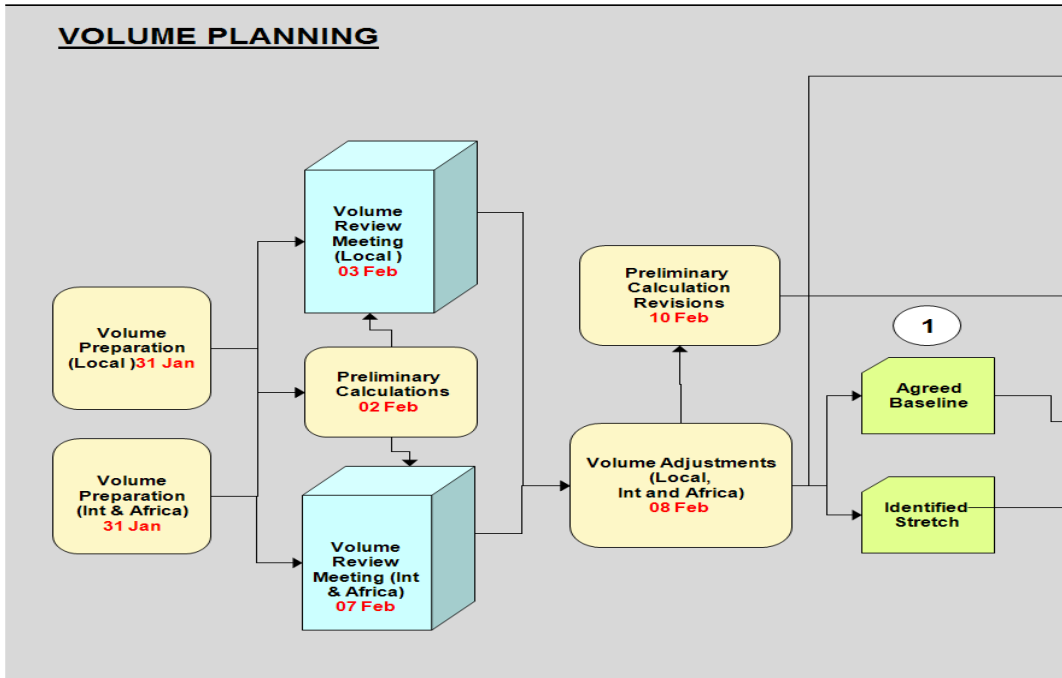 VOLUME PLANNING
Volume
Review
Meeting
(Local )
03 Feb
Volume
Preparation
(Local )31 Jan
Preliminary
Calculations
02 Feb
Volume
Preparation
(Int & Africa)
31 Jan
Volume
Review
Meeting (Int
& Africa)
07 Feb
Preliminary
Calculation
Revisions
10 Feb
Volume Adjustments
(Local,
Int and Africa)
08 Feb
1
Agreed
Baseline
Identified
Stretch